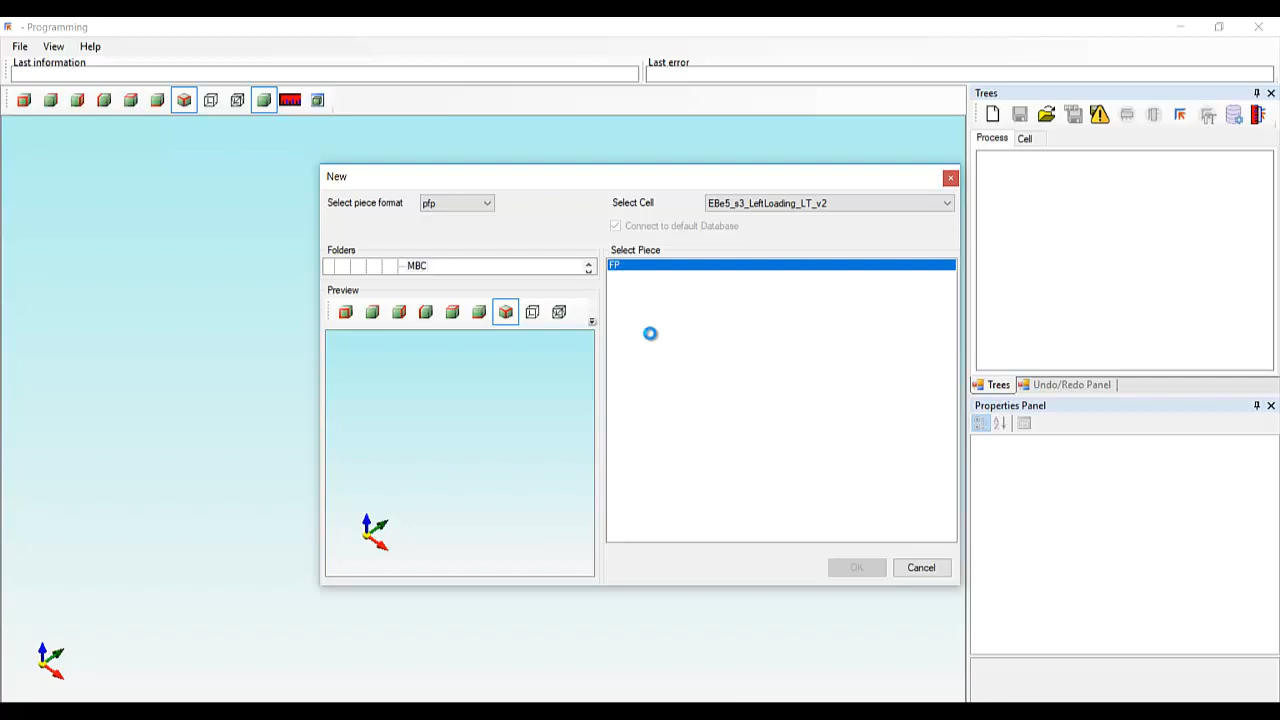 - Programming
File View Help
Last information
Last error
Trees
Process Cell
New
Select piece format pfp
Select Cell EBe5_s3_LeftLoading_LT_v2
Connect to default Database
Folders
MBC
Select Piece
FP
Preview
OK Cancel
Trees Undo/Redo Panel
Properties Panel